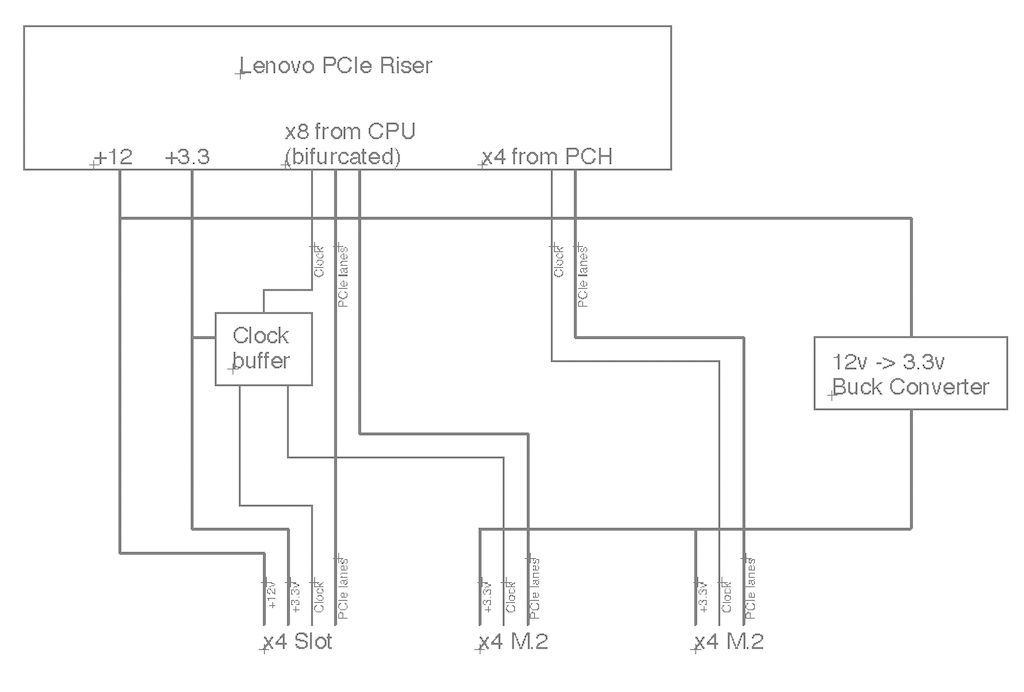 Lenovo PCIe Riser
x8 from CPU
+12 +3.3 (bifurcated) x4 from PCH
Clock PCIe lanes Clock PCIe lanes
Clock
buffer
12v -> 3.3v
Buck Converter
+12v +3.3v Clock PCIe lanes +3.3v Clock PCIe lanes +3.3v Clock PCIe lanes
x4 Slot x4 M.2 x4 M.2